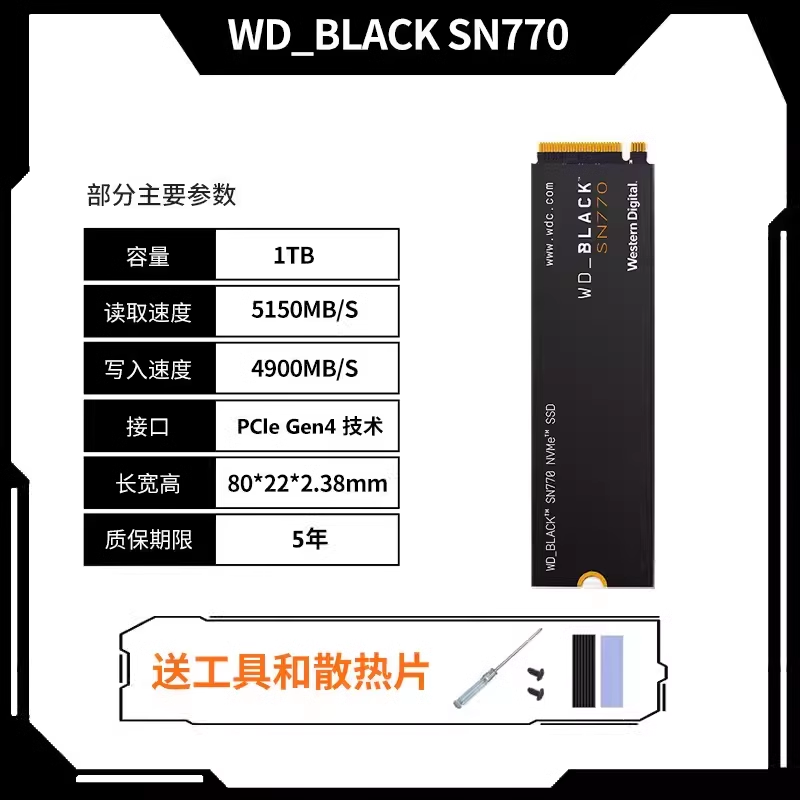 WD_BLACK SN770
部分主要参数
容量 1TB
读取速度 5150MB/S
写入速度 4900MB/S
接口 PCle Gen4 技术
长宽高 80*22*2.38mm
质保期限 5年
www.wdc.com
WD_BLACK™
SN770
Western Digital.
WD_BLACK™ SN770 NVMe™ SSD
送工具和散热片